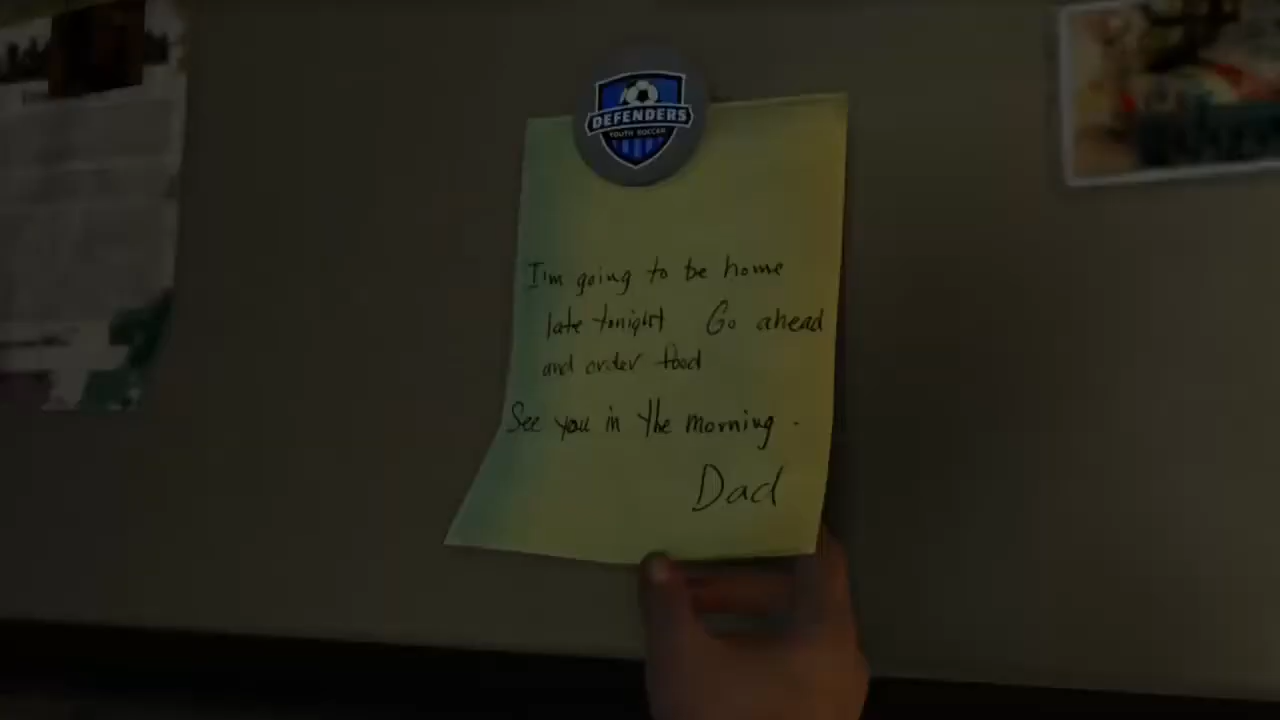 DEFENDERS
YOUTH SOCCER
I'm going to be home
late tonight Go ahead
and order food
See you in the morning.
Dad